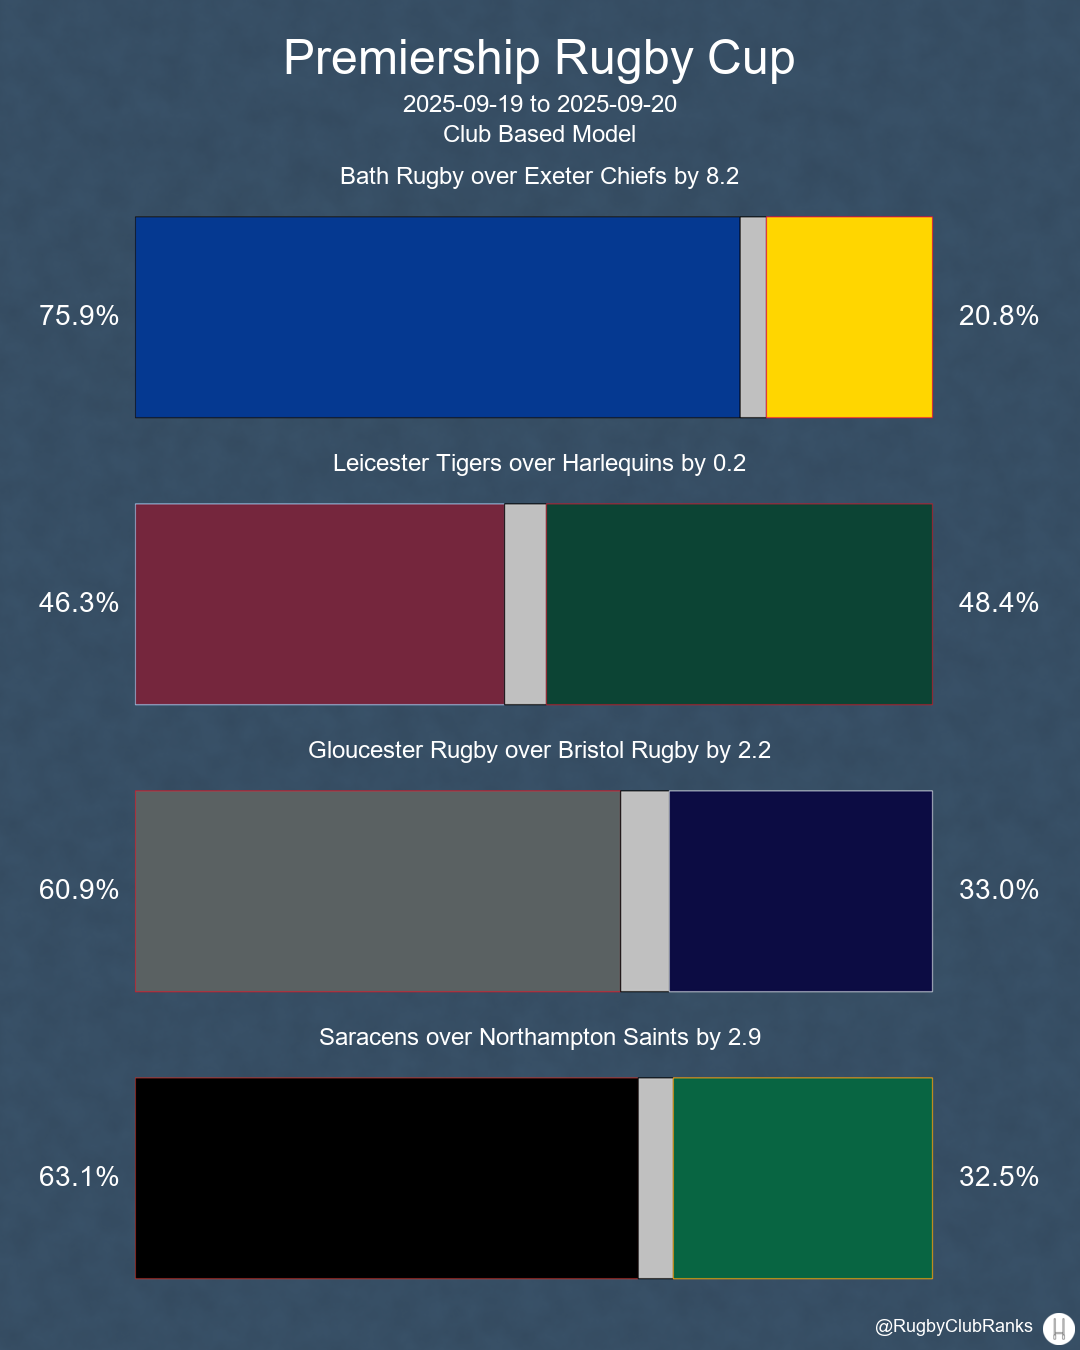 Premiership Rugby Cup
2025-09-19 to 2025-09-20
Club Based Model
Bath Rugby over Exeter Chiefs by 8.2
75.9%
20.8%
Leicester Tigers over Harlequins by 0.2
46.3%
48.4%
Gloucester Rugby over Bristol Rugby by 2.2
60.9%
33.0%
Saracens over Northampton Saints by 2.9
63.1%
32.5%
@RugbyClubRanks